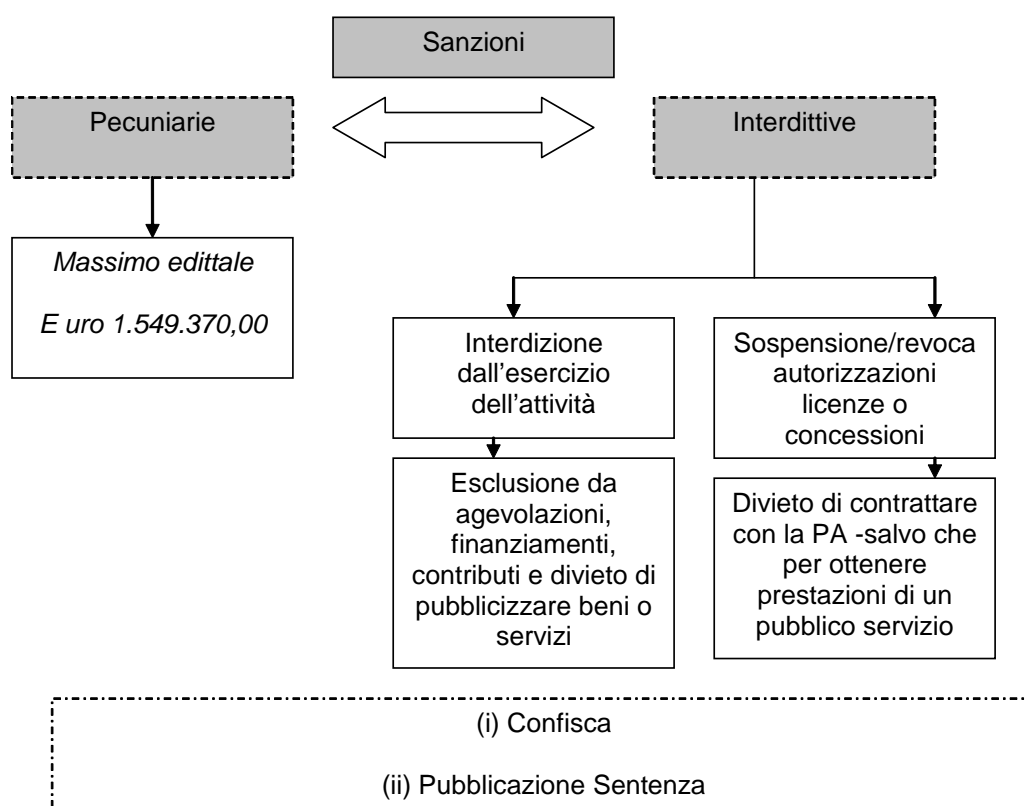 Sanzioni
Pecuniarie
Interdittive
Massimo edittale
E uro 1.549.370,00
Interdizione
dall'esercizio
dell'attività
Sospensione/revoca
autorizzazioni
licenze o
concessioni
Esclusione da
agevolazioni,
finanziamenti,
contributi e divieto di
pubblicizzare beni o
servizi
Divieto di contrattare
con la PA -salvo che
per ottenere
prestazioni di un
pubblico servizio
(i) Confisca
(ii) Pubblicazione Sentenza